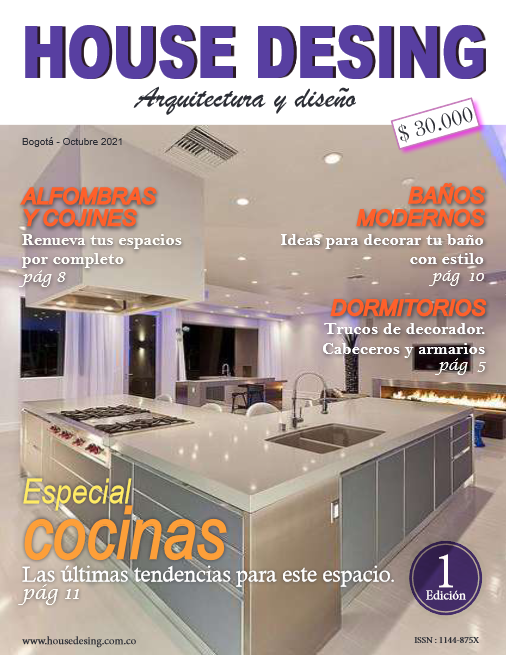 HOUSE DESING
Arquitectura y diseño
$ 30.000
Bogotá - Octubre 2021
ALFOMBRAS
Y COJINES
Renueva tus espacios
por completo
pág 8
BAÑOS
MODERNOS
Ideas para decorar tu baño
con estilo
pág 10
DORMITORIOS
Trucos de decorador.
Cabeceros y armarios
pág 5
Especial
cocinas
Las últimas tendencias para este espacio.
pág 11
1
Edición
www.housedesing.com.co
ISSN : 1144-875X